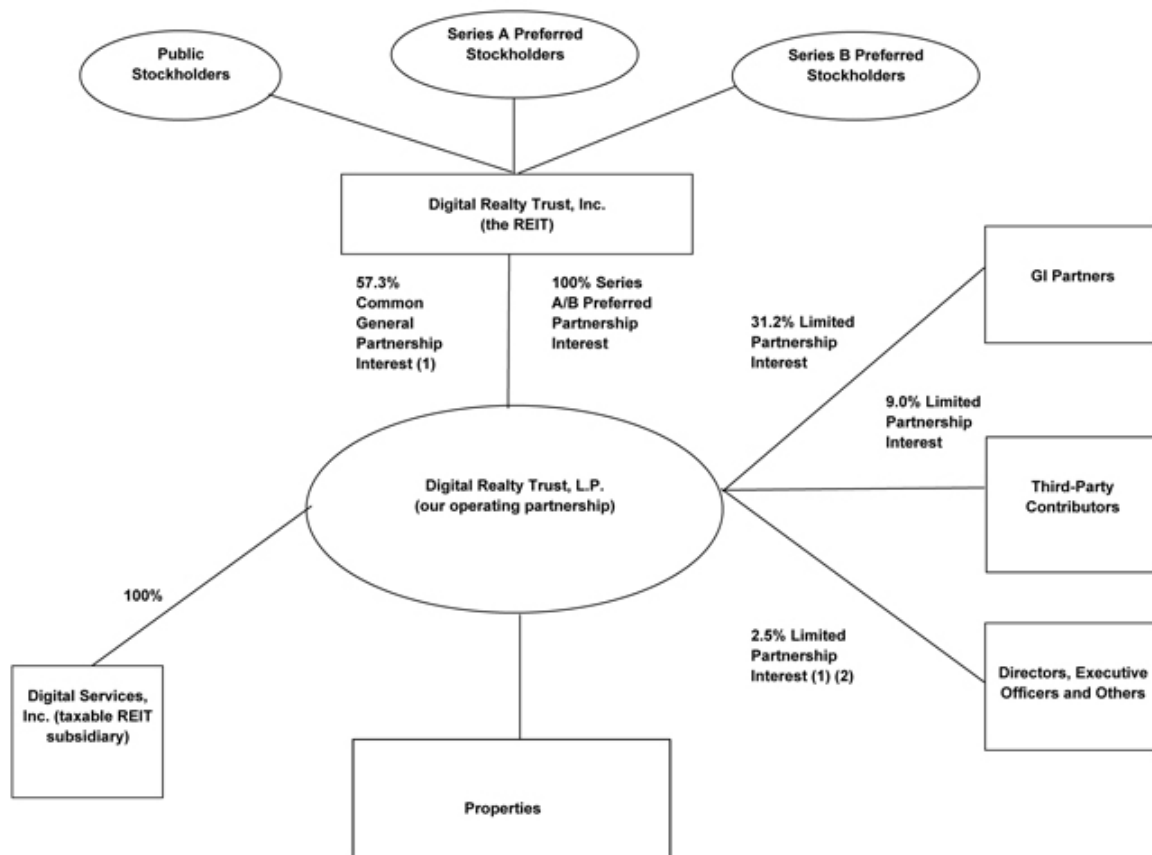 Public
Stockholders
Series A Preferred
Stockholders
Series B Preferred
Stockholders
Digital Realty Trust, Inc.
(the REIT)
57.3%
Common
General
Partnership
Interest (1)
100% Series
A/B Preferred
Partnership
Interest
GI Partners
31.2% Limited
Partnership
Interest
9.0% Limited
Partnership
Interest
Digital Realty Trust, L.P.
(our operating partnership)
Third-Party
Contributors
100%
2.5% Limited
Partnership
Interest (1) (2)
Directors, Executive
Officers and Others
Digital Services,
Inc. (taxable REIT
subsidiary)
Properties